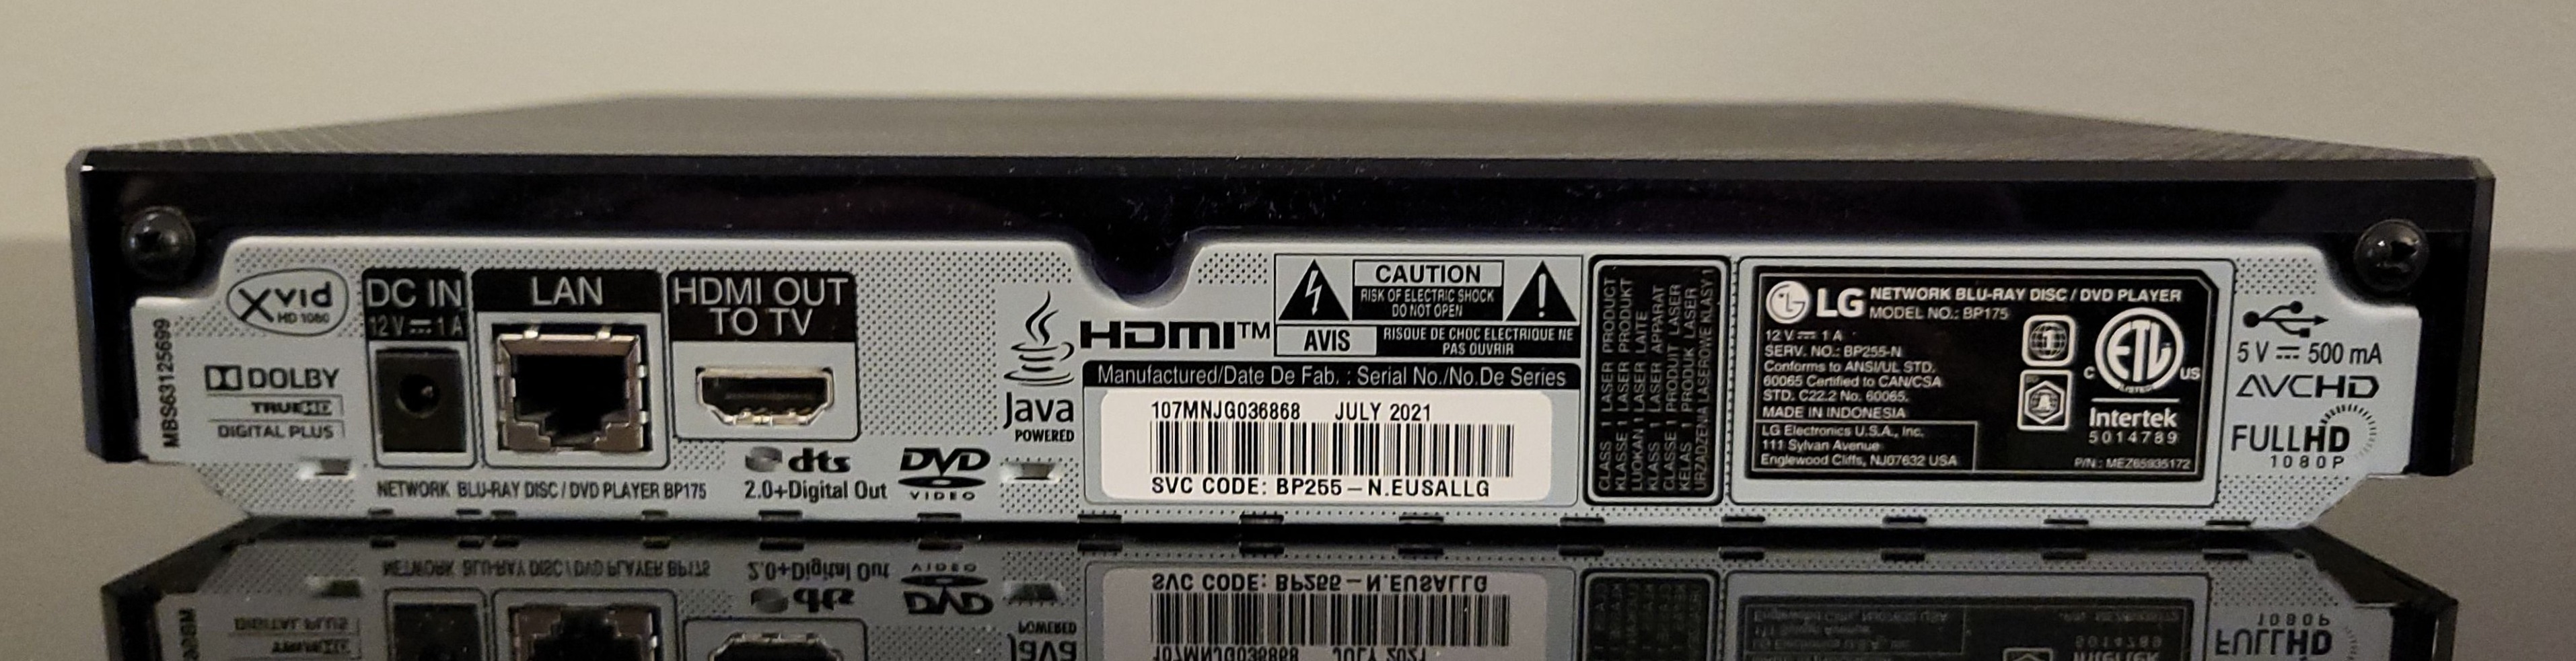 MBS63125699
xvid
HD 1080
DOLBY
TRUEHD
DIGITAL PLUS
DC IN
12 V ⎓ 1 A
LAN
HDMI OUT
TO TV
NETWORK BLU-RAY DISC / DVD PLAYER BP175
dts
2.0+Digital Out
DVD
VIDEO
Java
POWERED
HDMI™
CAUTION
RISK OF ELECTRIC SHOCK
DO NOT OPEN
AVIS
RISQUE DE CHOC ELECTRIQUE NE
PAS OUVRIR
Manufactured/Date De Fab. : Serial No./No.De Series
107MNJG036868 JULY 2021
SVC CODE: BP255 – N.EUSALLG
CLASS 1 LASER PRODUCT
KLASSE 1 LASER PRODUKT
LUOKAN 1 LASER LAITE
KLASS 1 LASER APPARAT
CLASSE 1 PRODUIT LASER
KELAS 1 PRODUK LASER
URZADZENA LASEROWE KLASY 1
LG NETWORK BLU-RAY DISC / DVD PLAYER
MODEL NO.: BP175
12 V ⎓ 1 A
SERV. NO.: BP255-N
Conforms to ANSI/UL STD.
60065 Certified to CAN/CSA
STD. C22.2 No. 60065.
MADE IN INDONESIA
LG Electronics U.S.A., Inc.
111 Sylvan Avenue
Englewood Cliffs, NJ07632 USA
1
ETL
LISTED
C US
Intertek
5014789
P/N : MEZ65935172
5 V ⎓ 500 mA
AVCHD
FULLHD
1080P